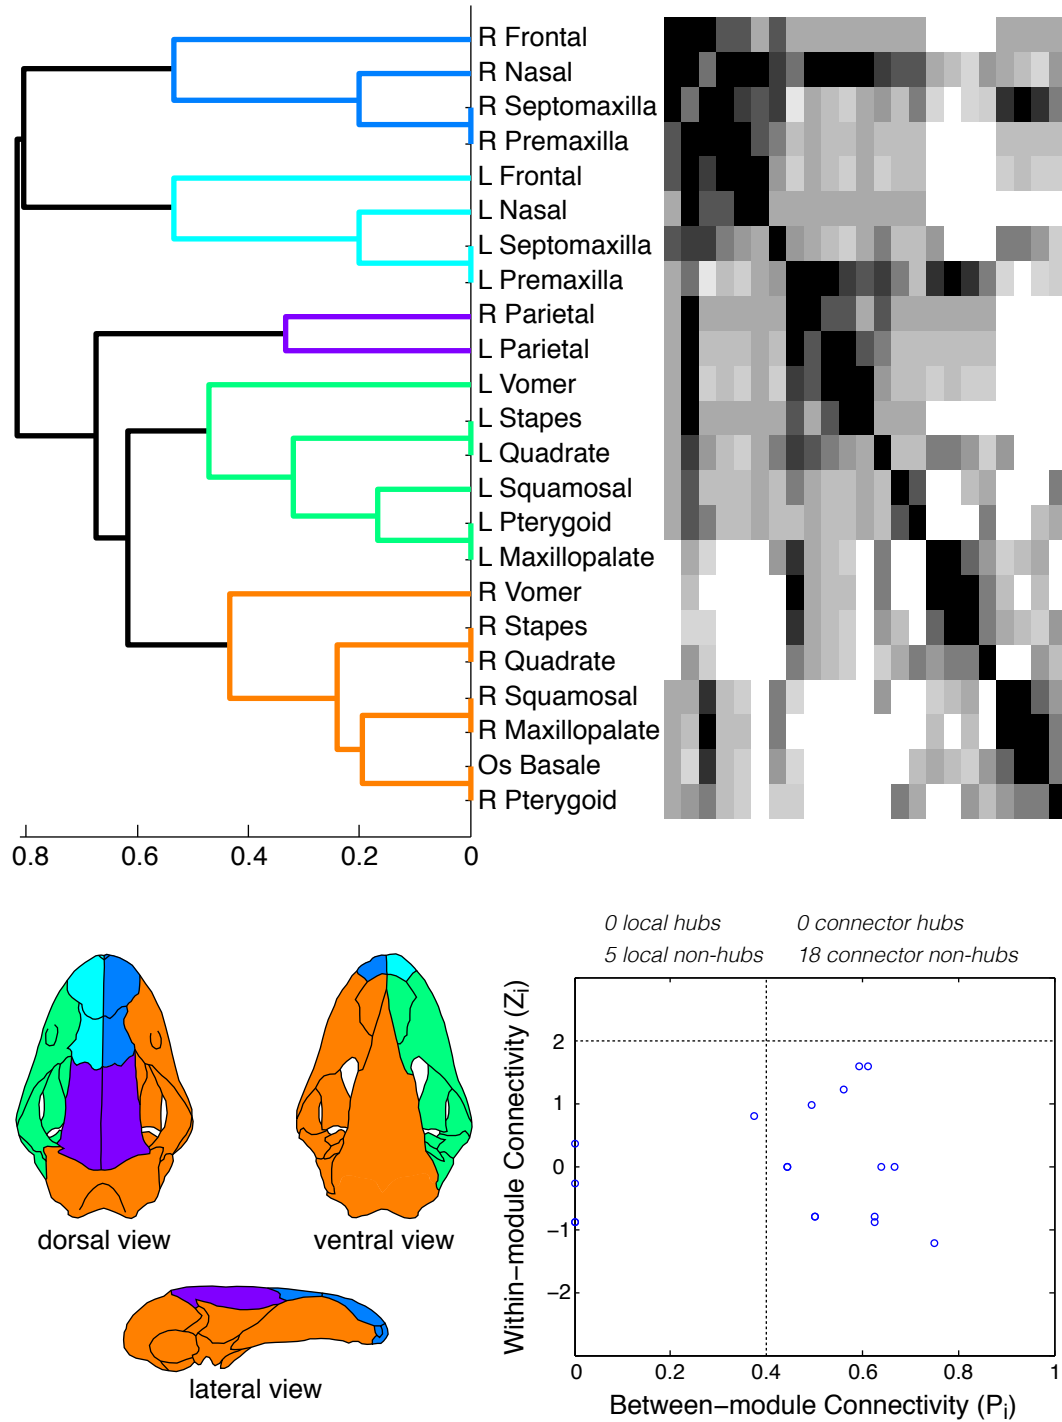 R Frontal
R Nasal
R Septomaxilla
R Premaxilla
L Frontal
L Nasal
L Septomaxilla
L Premaxilla
R Parietal
L Parietal
L Vomer
L Stapes
L Quadrate
L Squamosal
L Pterygoid
L Maxillopalate
R Vomer
R Stapes
R Quadrate
R Squamosal
R Maxillopalate
Os Basale
R Pterygoid
0.8 0.6 0.4 0.2 0
dorsal view
ventral view
lateral view
0 local hubs
0 connector hubs
5 local non-hubs
18 connector non-hubs
Within-module Connectivity (Zi)
2
1
0
-1
-2
0 0.2 0.4 0.6 0.8 1
Between-module Connectivity (Pi)